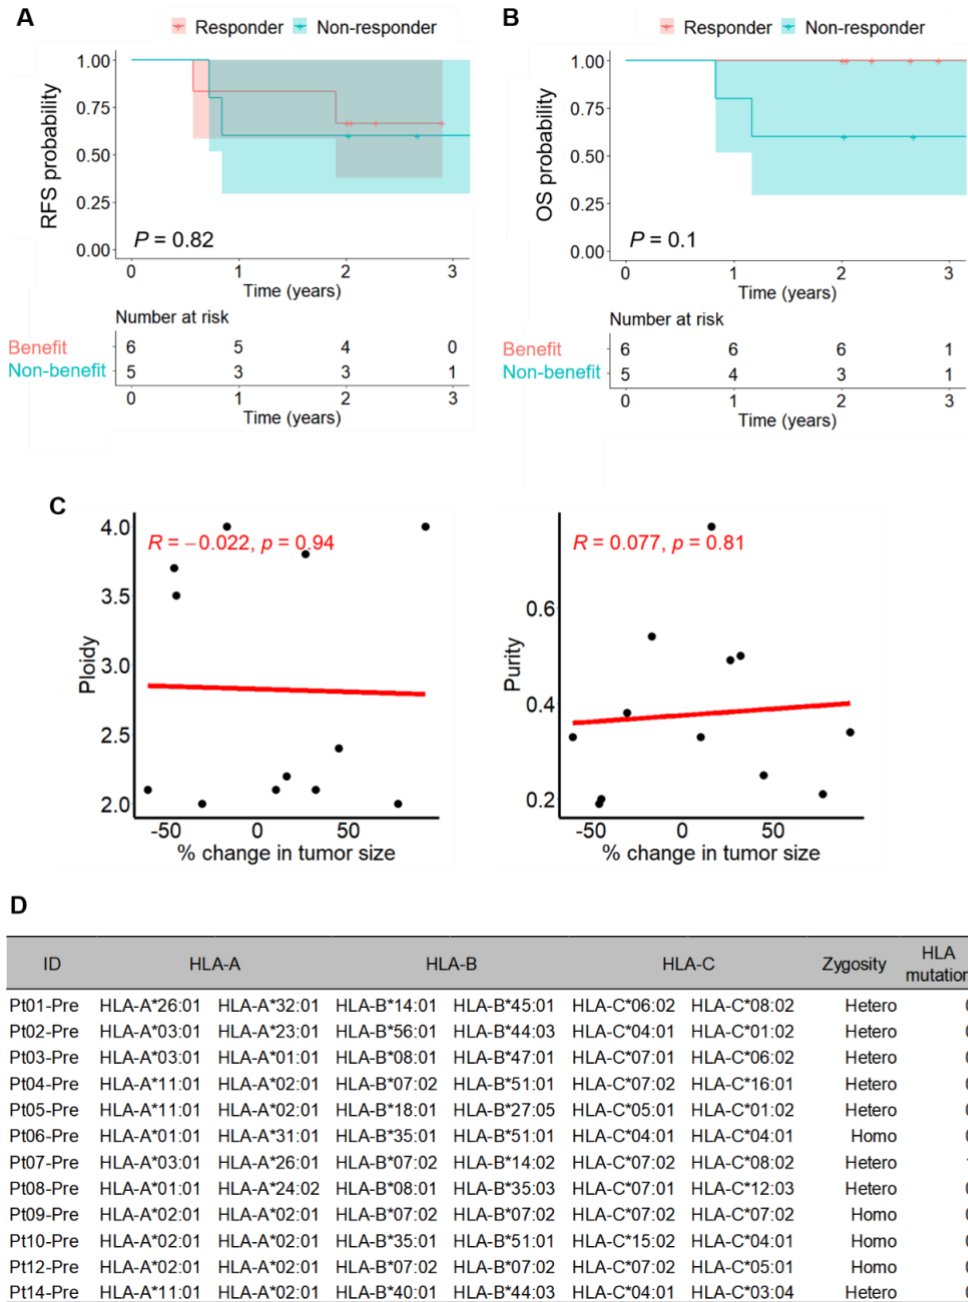 A
Responder Non-responder
RFS probability
1.00
0.75
0.50
0.25
0.00
P = 0.82
0 1 2 3
Time (years)
Number at risk
Benefit 6 5 4 0
Non-benefit 5 3 3 1
0 1 2 3
Time (years)
B
Responder Non-responder
OS probability
1.00
0.75
0.50
0.25
0.00
P = 0.1
0 1 2 3
Time (years)
Number at risk
Benefit 6 6 6 1
Non-benefit 5 4 3 1
0 1 2 3
Time (years)
C
Ploidy
4.0
3.5
3.0
2.5
2.0
R = −0.022, p = 0.94
-50 0 50
% change in tumor size
Purity
0.6
0.4
0.2
R = 0.077, p = 0.81
-50 0 50
% change in tumor size
D
ID HLA-A HLA-B HLA-C Zygosity HLA mutation
Pt01-Pre HLA-A*26:01 HLA-A*32:01 HLA-B*14:01 HLA-B*45:01 HLA-C*06:02 HLA-C*08:02 Hetero
Pt02-Pre HLA-A*03:01 HLA-A*23:01 HLA-B*56:01 HLA-B*44:03 HLA-C*04:01 HLA-C*01:02 Hetero
Pt03-Pre HLA-A*03:01 HLA-A*01:01 HLA-B*08:01 HLA-B*47:01 HLA-C*07:01 HLA-C*06:02 Hetero
Pt04-Pre HLA-A*11:01 HLA-A*02:01 HLA-B*07:02 HLA-B*51:01 HLA-C*07:02 HLA-C*16:01 Hetero
Pt05-Pre HLA-A*11:01 HLA-A*02:01 HLA-B*18:01 HLA-B*27:05 HLA-C*05:01 HLA-C*01:02 Hetero
Pt06-Pre HLA-A*01:01 HLA-A*31:01 HLA-B*35:01 HLA-B*51:01 HLA-C*04:01 HLA-C*04:01 Homo
Pt07-Pre HLA-A*03:01 HLA-A*26:01 HLA-B*07:02 HLA-B*14:02 HLA-C*07:02 HLA-C*08:02 Hetero
Pt08-Pre HLA-A*01:01 HLA-A*24:02 HLA-B*08:01 HLA-B*35:03 HLA-C*07:01 HLA-C*12:03 Hetero
Pt09-Pre HLA-A*02:01 HLA-A*02:01 HLA-B*07:02 HLA-B*07:02 HLA-C*07:02 HLA-C*07:02 Homo
Pt10-Pre HLA-A*02:01 HLA-A*02:01 HLA-B*35:01 HLA-B*51:01 HLA-C*15:02 HLA-C*04:01 Homo
Pt12-Pre HLA-A*02:01 HLA-A*02:01 HLA-B*07:02 HLA-B*07:02 HLA-C*07:02 HLA-C*05:01 Homo
Pt14-Pre HLA-A*11:01 HLA-A*02:01 HLA-B*40:01 HLA-B*44:03 HLA-C*04:01 HLA-C*03:04 Hetero